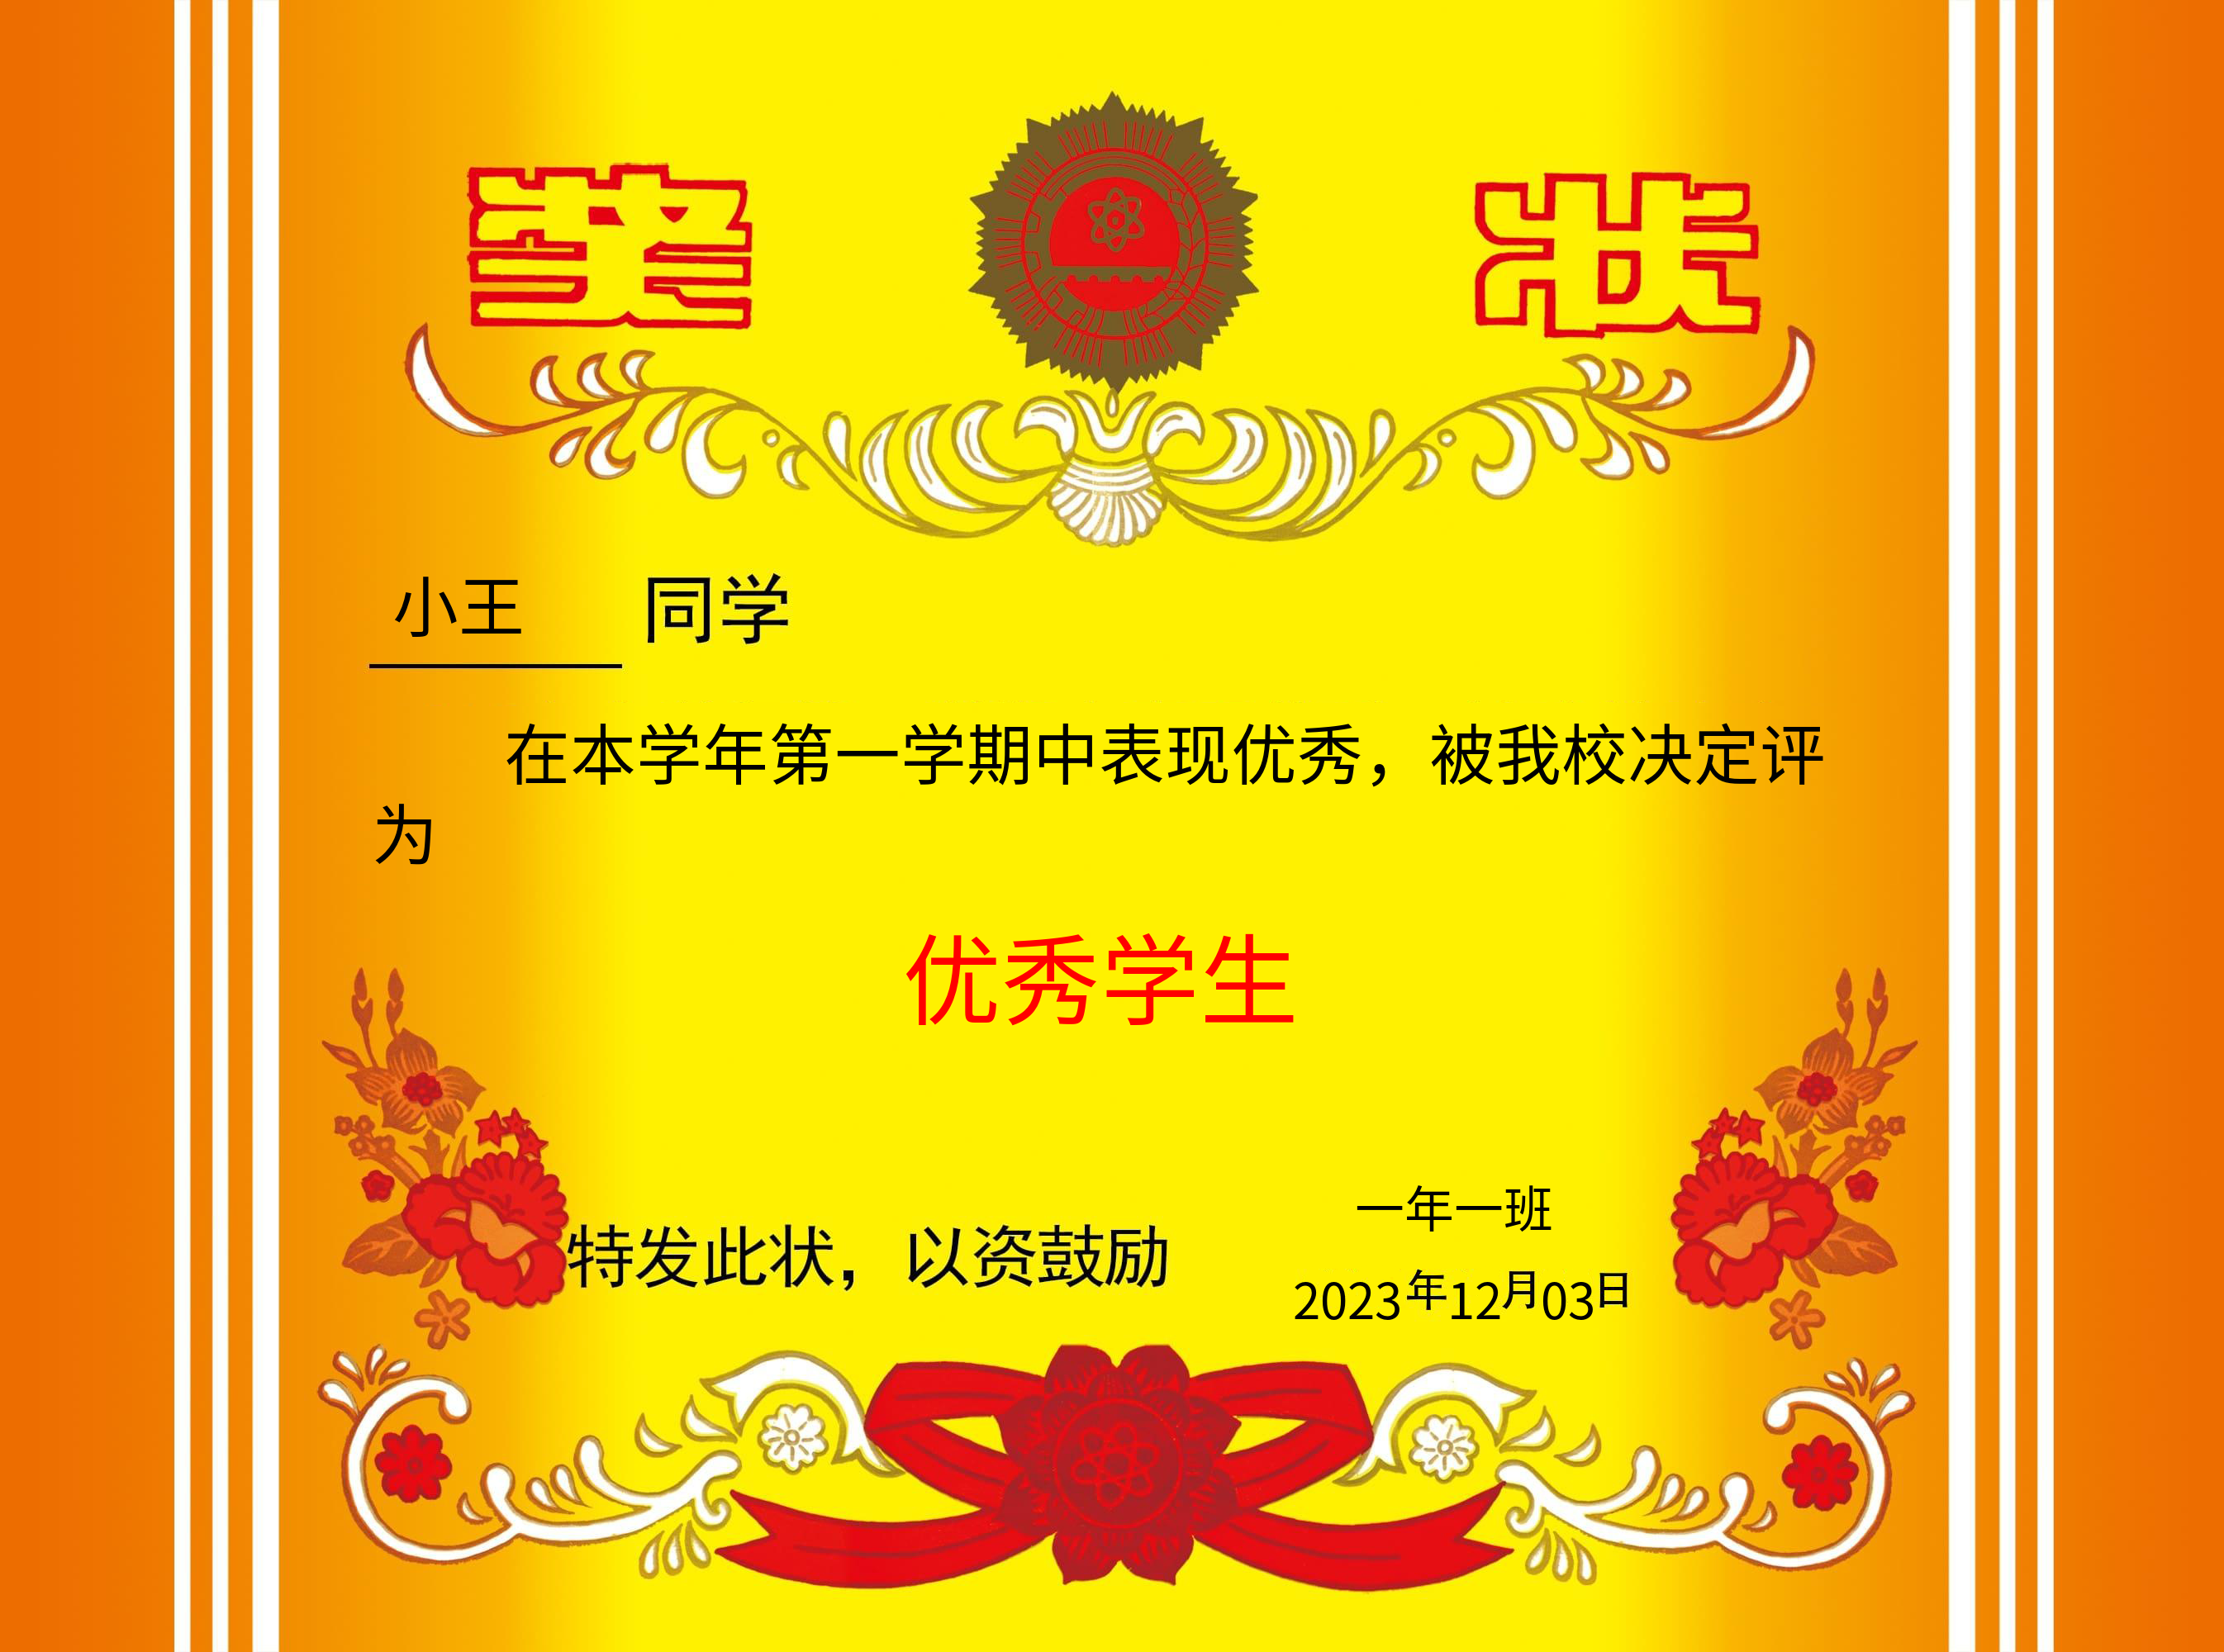 奖 状
小王 同学
在本学年第一学期中表现优秀，被我校决定评
为
优秀学生
一年一班
特发此状，以资鼓励
2023年12月03日